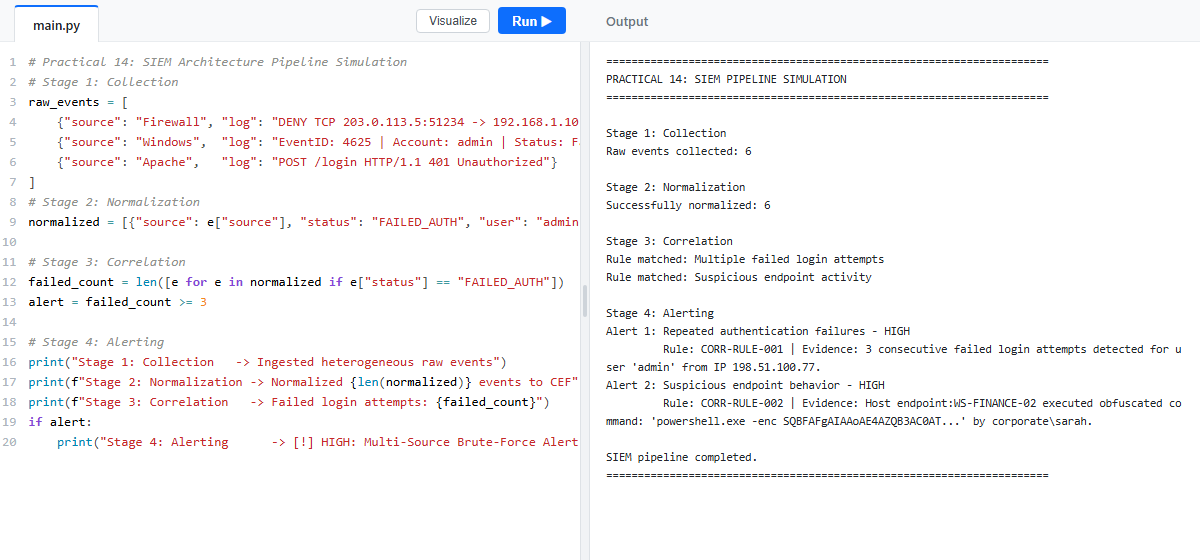 main.py
Visualize
Run ▶
Output
1 # Practical 14: SIEM Architecture Pipeline Simulation
2 # Stage 1: Collection
3 raw_events = [
4     {"source": "Firewall", "log": "DENY TCP 203.0.113.5:51234 -> 192.168.1.10
5     {"source": "Windows",  "log": "EventID: 4625 | Account: admin | Status: F
6     {"source": "Apache",   "log": "POST /login HTTP/1.1 401 Unauthorized"}
7 ]
8 # Stage 2: Normalization
9 normalized = [{"source": e["source"], "status": "FAILED_AUTH", "user": "admin
10
11 # Stage 3: Correlation
12 failed_count = len([e for e in normalized if e["status"] == "FAILED_AUTH"])
13 alert = failed_count >= 3
14
15 # Stage 4: Alerting
16 print("Stage 1: Collection   -> Ingested heterogeneous raw events")
17 print(f"Stage 2: Normalization -> Normalized {len(normalized)} events to CEF"
18 print(f"Stage 3: Correlation   -> Failed login attempts: {failed_count}")
19 if alert:
20     print("Stage 4: Alerting      -> [!] HIGH: Multi-Source Brute-Force Alert
======================================================================
PRACTICAL 14: SIEM PIPELINE SIMULATION
======================================================================
Stage 1: Collection
Raw events collected: 6
Stage 2: Normalization
Successfully normalized: 6
Stage 3: Correlation
Rule matched: Multiple failed login attempts
Rule matched: Suspicious endpoint activity
Stage 4: Alerting
Alert 1: Repeated authentication failures - HIGH
         Rule: CORR-RULE-001 | Evidence: 3 consecutive failed login attempts detected for u
ser 'admin' from IP 198.51.100.77.
Alert 2: Suspicious endpoint behavior - HIGH
         Rule: CORR-RULE-002 | Evidence: Host endpoint:WS-FINANCE-02 executed obfuscated co
mmand: 'powershell.exe -enc SQBFAFgAIAAoAE4AZQB3AC0AT...' by corporate\sarah.
SIEM pipeline completed.
======================================================================